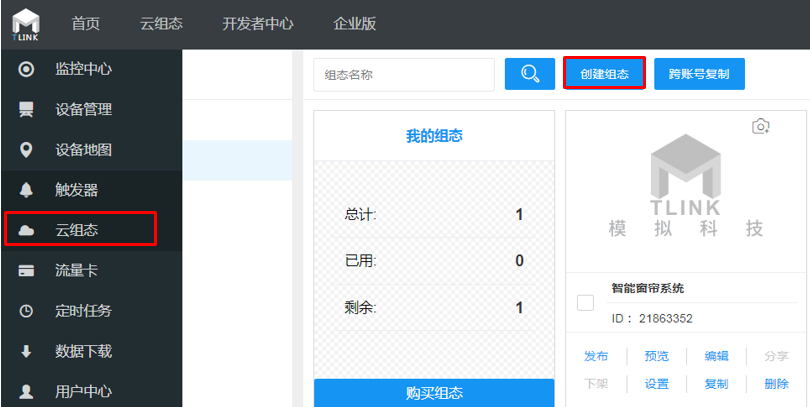 TLINK
首页
云组态
开发者中心
企业版
监控中心
设备管理
设备地图
触发器
云组态
流量卡
定时任务
数据下载
用户中心
组态名称
创建组态
跨账号复制
我的组态
总计: 1
已用: 0
剩余: 1
购买组态
TLINK
模拟科技
智能窗帘系统
ID： 21863352
发布 预览 编辑 分享
下架 设置 复制 删除